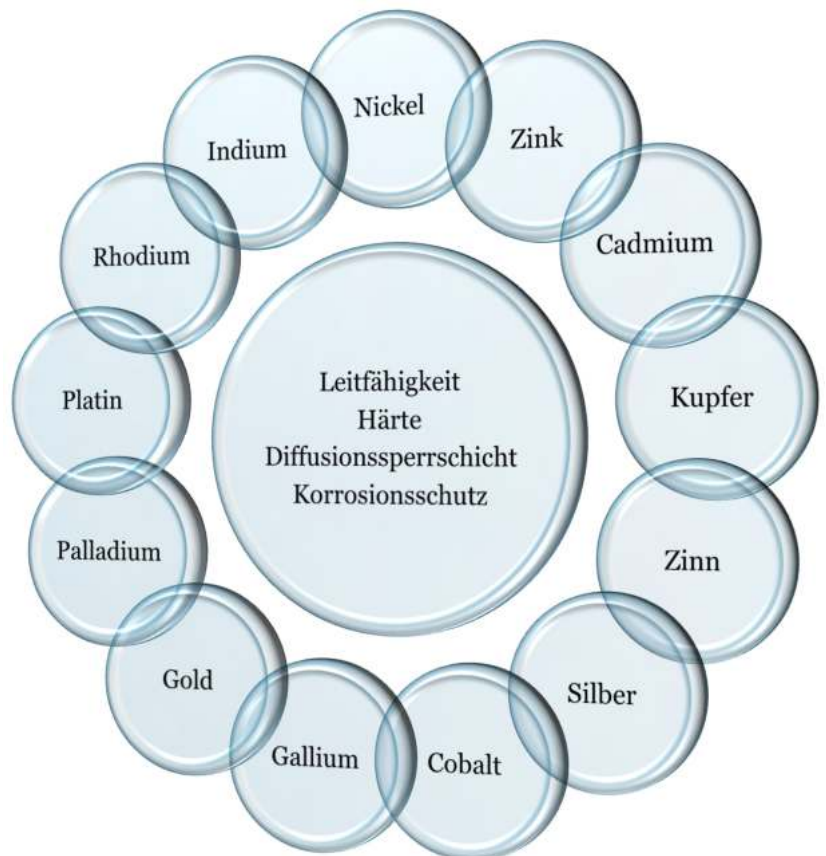 Nickel
Zink
Cadmium
Kupfer
Zinn
Silber
Cobalt
Gallium
Gold
Palladium
Platin
Rhodium
Indium
Leitfähigkeit
Härte
Diffusionssperrschicht
Korrosionsschutz